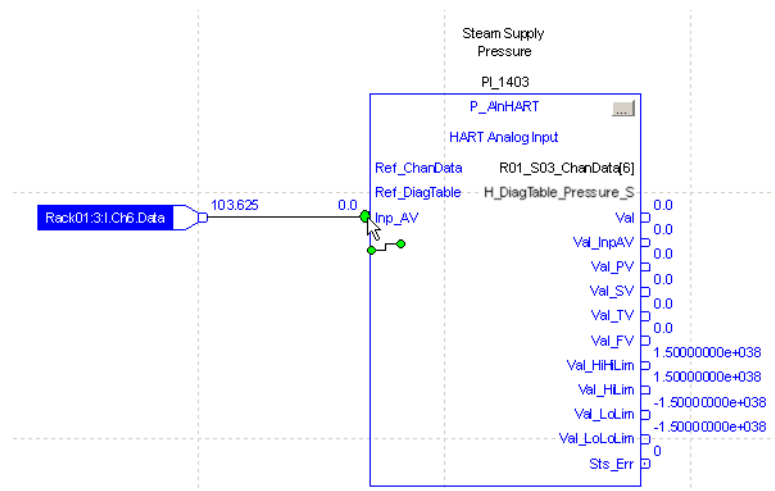 Steam Supply
Pressure
PI_1403
P_AInHART
...
HART Analog Input
Ref_ChanData R01_S03_ChanData[6]
Ref_DiagTable H_DiagTable_Pressure_S
Rack01:3:I.Ch6.Data 103.625 0.0 Inp_AV Val 0.0
Val_InpAV 0.0
Val_PV 0.0
Val_SV 0.0
Val_TV 0.0
Val_FV 0.0
Val_HiHiLim 1.50000000e+038
Val_HiLim 1.50000000e+038
Val_LoLim -1.50000000e+038
Val_LoLoLim -1.50000000e+038
Sts_Err 0